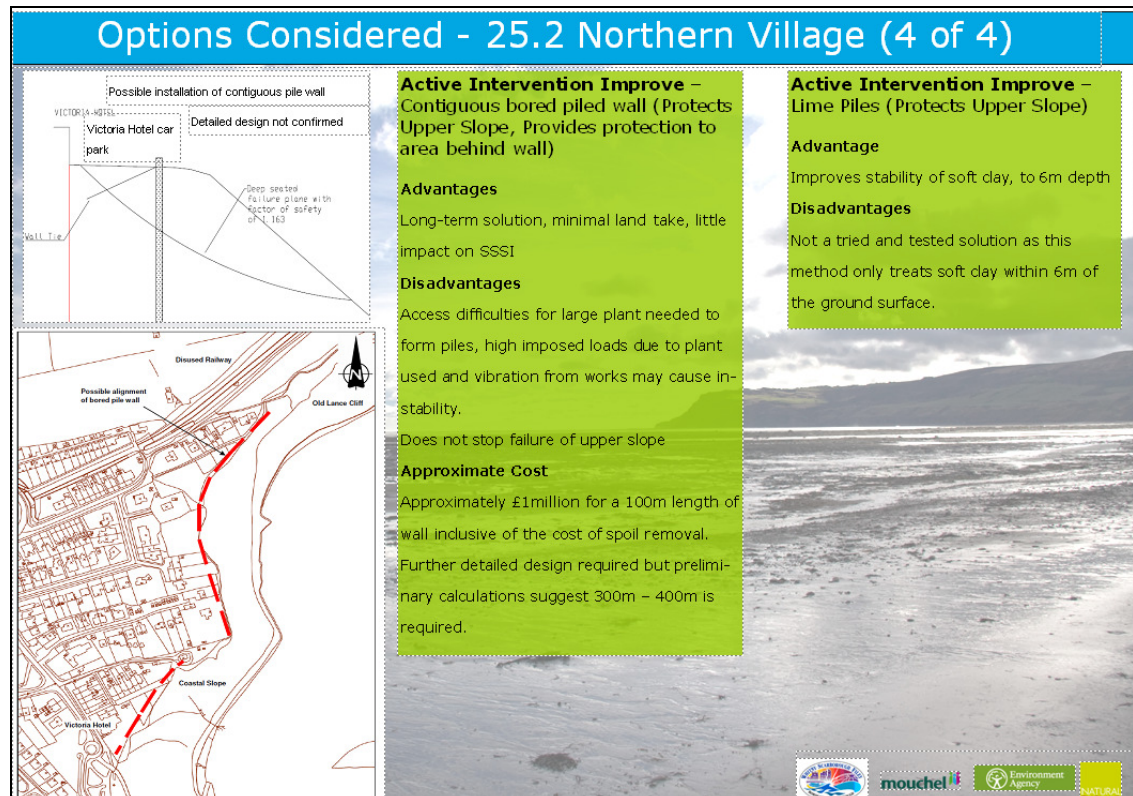 Options Considered - 25.2 Northern Village (4 of 4)
Possible installation of contiguous pile wall
VICTORIA HOTEL
Victoria Hotel car
park
Detailed design not confirmed
Deep seated
failure plane with
factor of safety
of 1.163
Wall Tie
Disused Railway
Possible alignment
of bored pile wall
N
Old Lance Cliff
Coastal Slope
Victoria Hotel
Active Intervention Improve –
Contiguous bored piled wall (Protects
Upper Slope, Provides protection to
area behind wall)
Advantages
Long-term solution, minimal land take, little
impact on SSSI
Disadvantages
Access difficulties for large plant needed to
form piles, high imposed loads due to plant
used and vibration from works may cause in-
stability.
Does not stop failure of upper slope
Approximate Cost
Approximately £1million for a 100m length of
wall inclusive of the cost of spoil removal.
Further detailed design required but prelimi-
nary calculations suggest 300m – 400m is
required.
Active Intervention Improve –
Lime Piles (Protects Upper Slope)
Advantage
Improves stability of soft clay, to 6m depth
Disadvantages
Not a tried and tested solution as this
method only treats soft clay within 6m of
the ground surface.
mouchel
Environment
Agency
NATURAL